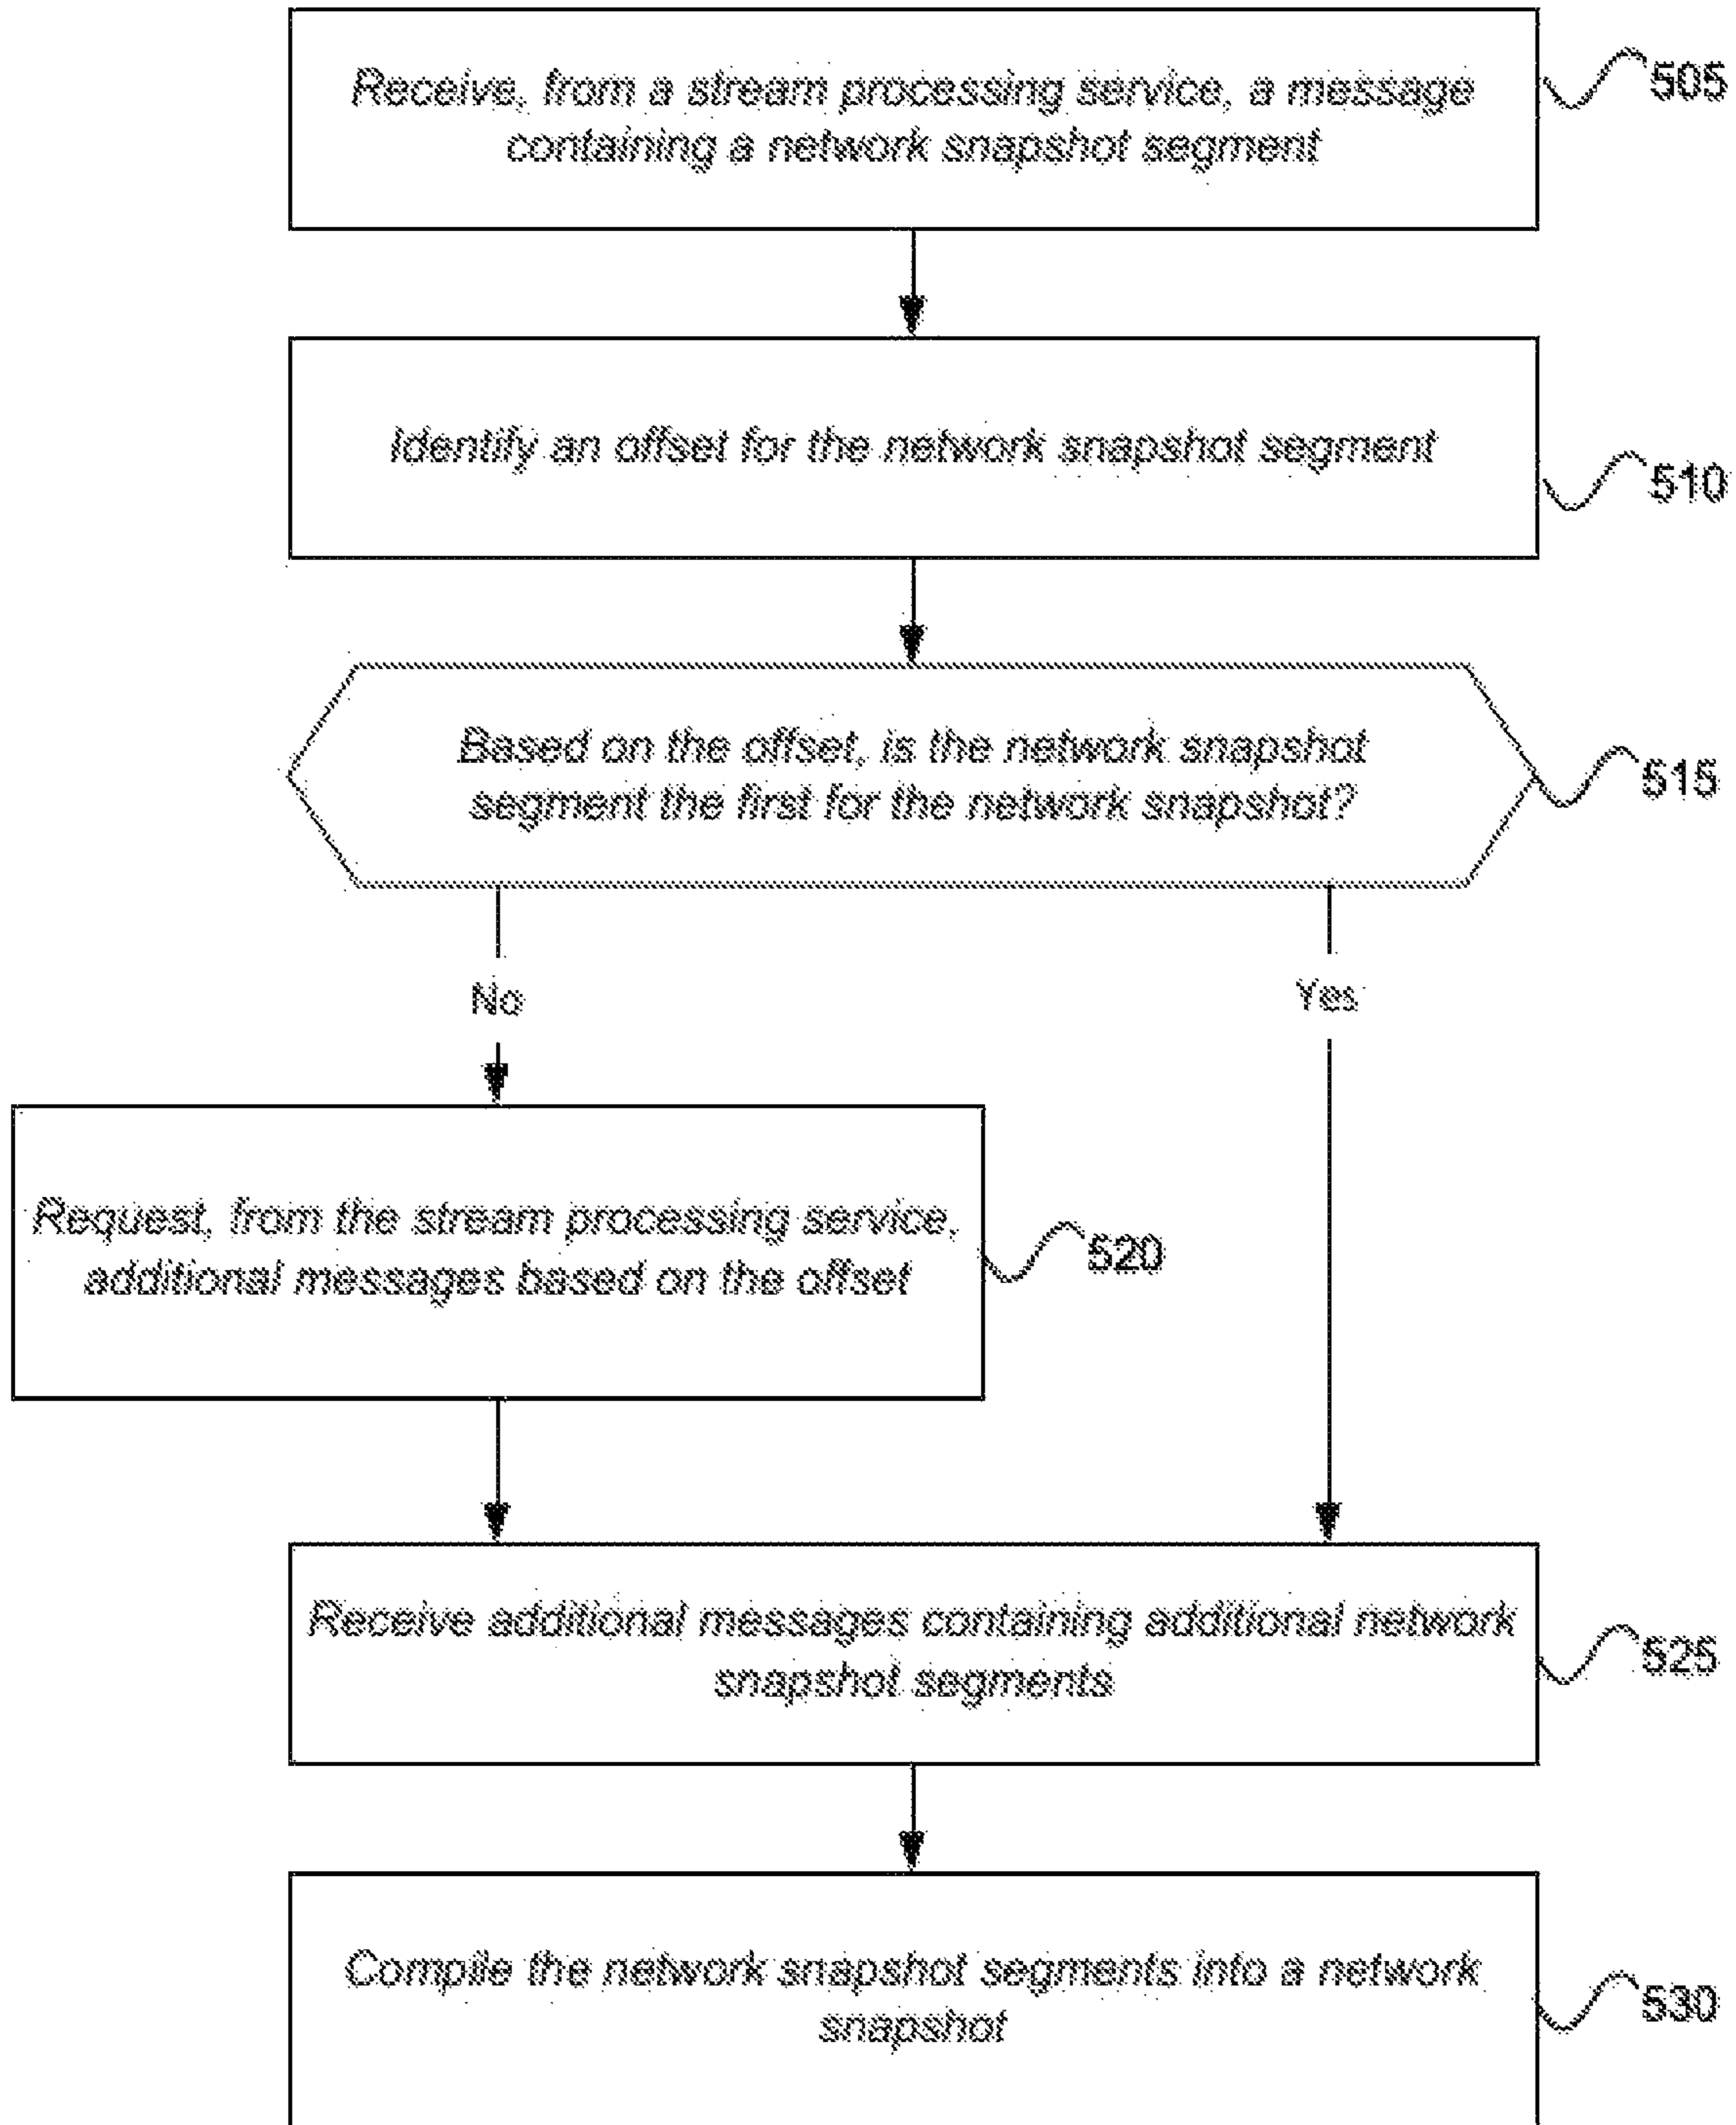 Receive, from a stream processing service, a message
containing a network snapshot segment
505
Identify an offset for the network snapshot segment
510
Based on the offset, is the network snapshot
segment the first for the network snapshot?
515
No
Yes
Request, from the stream processing service,
additional messages based on the offset
520
Receive additional messages containing additional network
snapshot segments
525
Compile the network snapshot segments into a network
snapshot
530